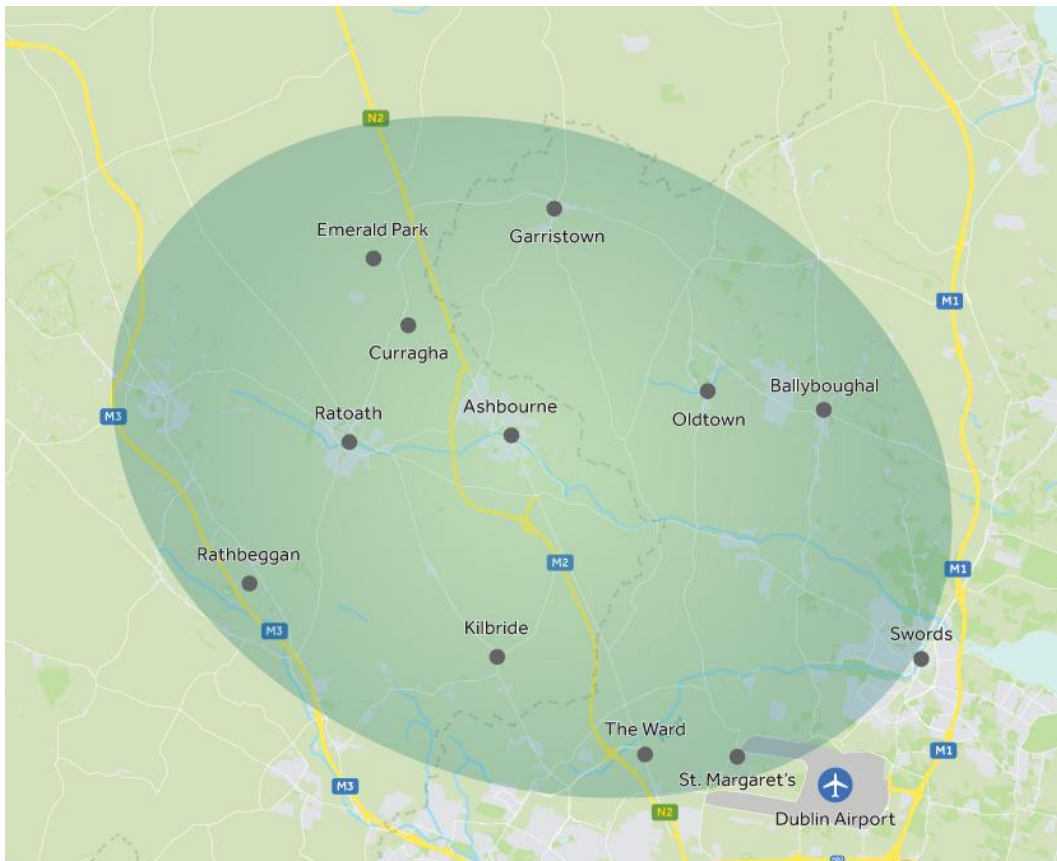 N2
Emerald Park
Garristown
M1
Curragha
Ballyboughal
Ashbourne
Ratoath
Oldtown
M3
Rathbeggan
M2
M1
Kilbride
M3
Swords
The Ward
St. Margaret's
M1
M3
N2
Dublin Airport